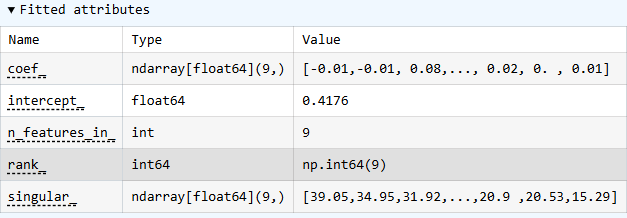 ▼ Fitted attributes
Name Type Value
coef_ ndarray[float64](9,) [-0.01,-0.01, 0.08,..., 0.02, 0. , 0.01]
intercept_ float64 0.4176
n_features_in_ int 9
rank_ int64 np.int64(9)
singular_ ndarray[float64](9,) [39.05,34.95,31.92,...,20.9 ,20.53,15.29]